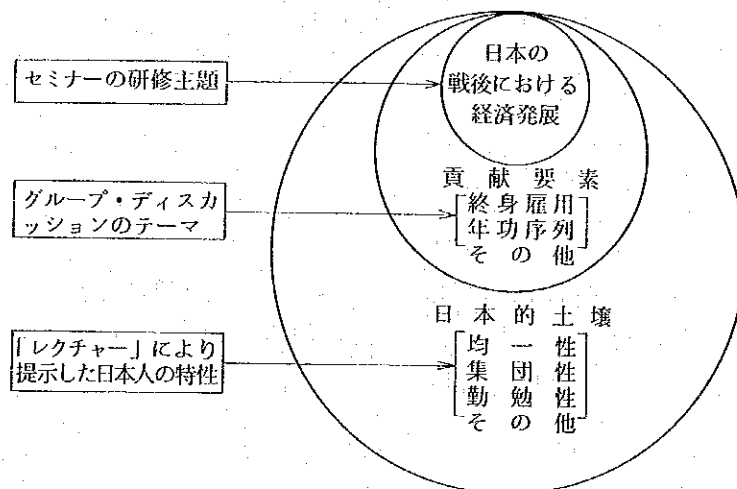 日本の
戦後における
経済発展
セミナーの研修主題
貢献要素
グループ・ディスカ
ッションのテーマ
終身雇用
年功序列
その他
日本的土壌
「レクチャー」により
提示した日本人の特性
均一性
集団性
勤勉性
その他